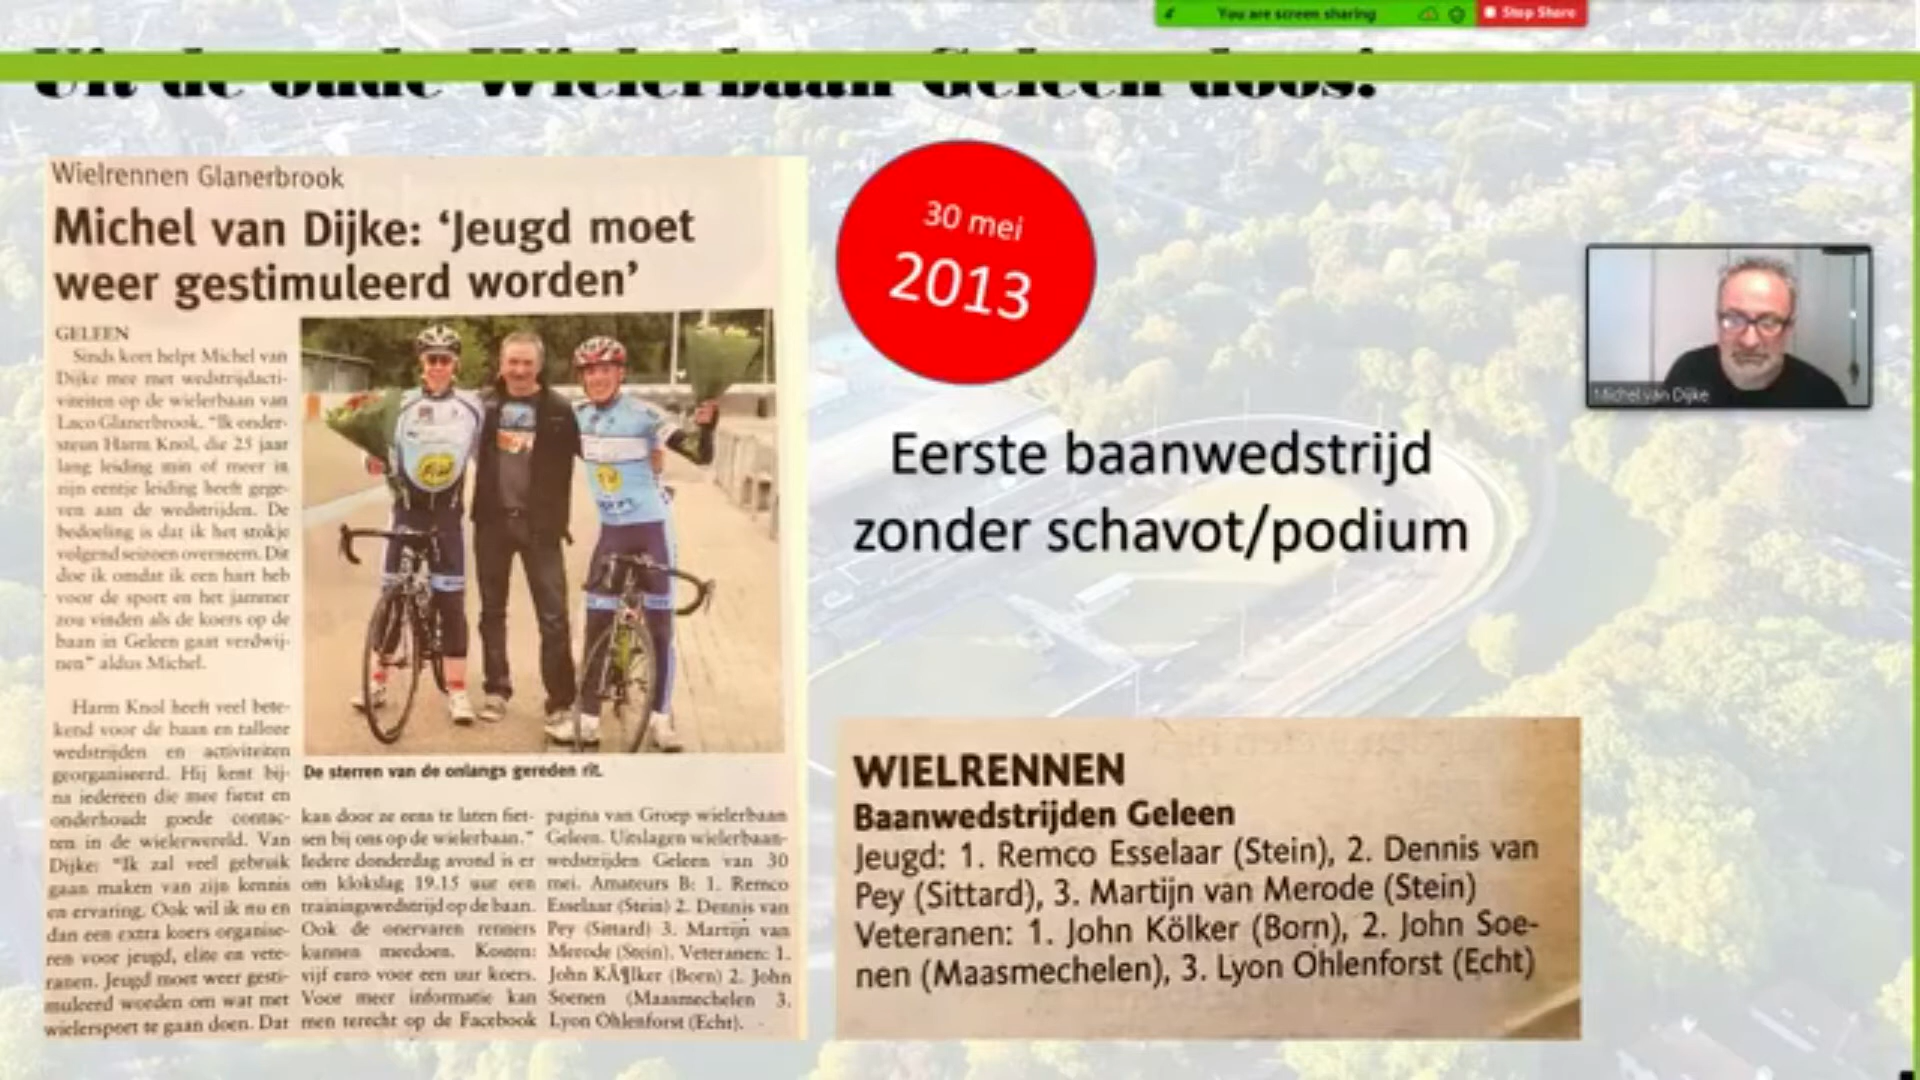 You are screen sharing
Stop Share
Uit de oude Wielerbaan Geleen doos!
Wielrennen Glanerbrook
Michel van Dijke: ‘Jeugd moet
weer gestimuleerd worden’
GELEEN
Sinds kort helpt Michel van
Dijke mee met wedstrijdacti-
viteiten op de wielerbaan van
Laco Glanerbrook. “Ik onder-
steun Harm Knol, die 25 jaar
lang leiding min of meer in
zijn eentje leiding heeft gege-
ven aan de wedstrijden. De
bedoeling is dat ik het stokje
volgend seizoen overneem. Dit
doe ik omdat ik een hart heb
voor de sport en het jammer
zou vinden als de koers op de
baan in Geleen gaat verdwij-
nen” aldus Michel.
Harm Knol heeft veel bete-
kend voor de baan en talloze
wedstrijden en activiteiten
georganiseerd. Hij kent bij-
na iedereen die mee fietst en
onderhoudt goede contac-
ten in de wielerwereld. Van
Dijke: “Ik zal veel gebruik
gaan maken van zijn kennis
en ervaring. Ook wil ik nu en
dan een extra koers organise-
ren voor jeugd, elite en vete-
ranen. Jeugd moet weer gesti-
muleerd worden om wat met
wielersport te gaan doen. Dat
De sterren van de onlangs gereden rit.
kan door ze eens te laten fiet-
sen bij ons op de wielerbaan.”
Iedere donderdag avond is er
om klokslag 19.15 uur een
trainingswedstrijd op de baan.
Ook de onervaren renners
kunnen meedoen. Kosten:
vijf euro voor een uur koers.
Voor meer informatie kan
men terecht op de Facebook
pagina van Groep wielerbaan
Geleen. Uitslagen wielerbaan-
wedstrijden Geleen van 30
mei. Amateurs B: 1. Remco
Esselaar (Stein) 2. Dennis van
Pey (Sittard) 3. Martijn van
Merode (Stein). Veteranen: 1.
John KÃ¶lker (Born) 2. John
Soenen (Maasmechelen 3.
Lyon Ohlenforst (Echt).
30 mei
2013
Eerste baanwedstrijd
zonder schavot/podium
Michel van Dijke
WIELRENNEN
Baanwedstrijden Geleen
Jeugd: 1. Remco Esselaar (Stein), 2. Dennis van
Pey (Sittard), 3. Martijn van Merode (Stein)
Veteranen: 1. John Kölker (Born), 2. John Soe-
nen (Maasmechelen), 3. Lyon Ohlenforst (Echt)